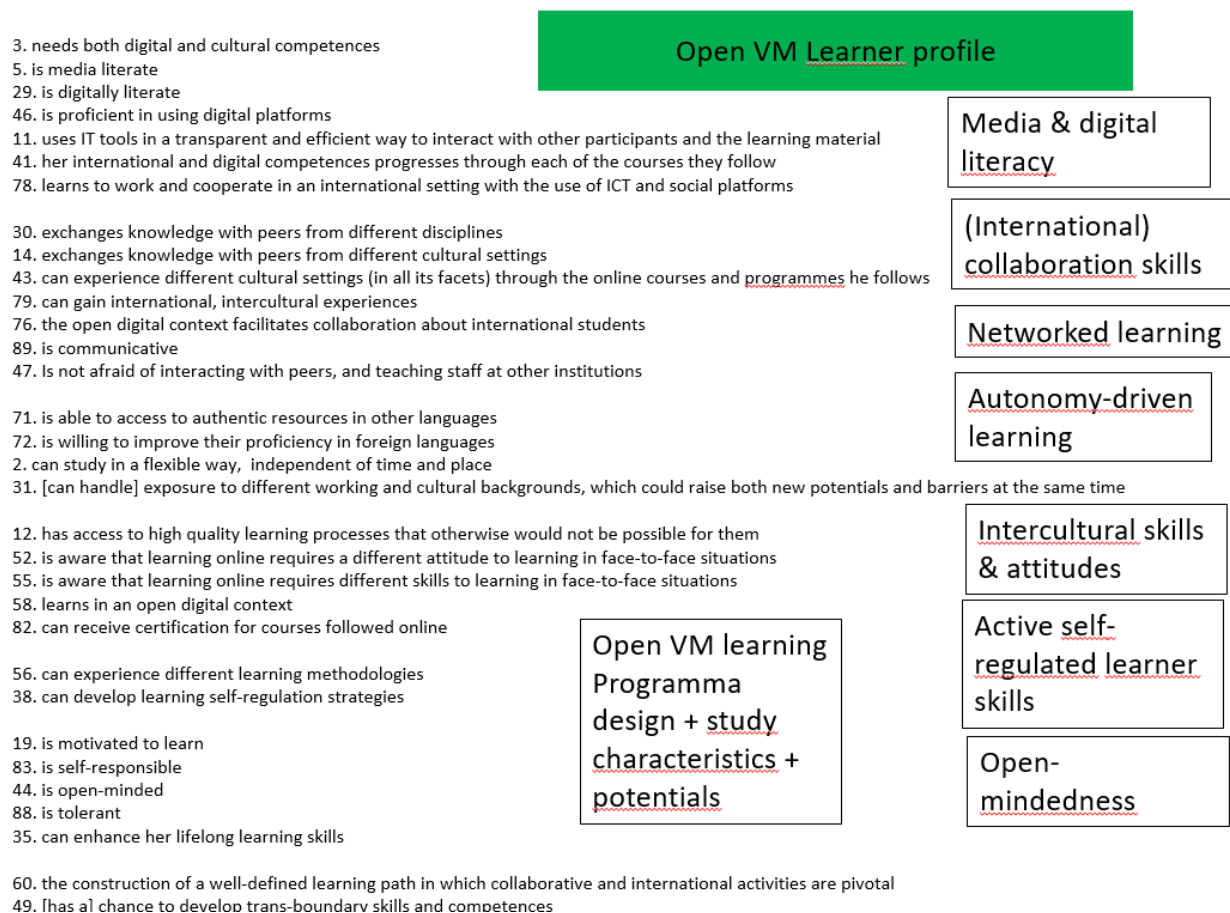 Open VM Learner profile
3. needs both digital and cultural competences
5. is media literate
29. is digitally literate
46. is proficient in using digital platforms
11. uses IT tools in a transparent and efficient way to interact with other participants and the learning material
41. her international and digital competences progresses through each of the courses they follow
78. learns to work and cooperate in an international setting with the use of ICT and social platforms
30. exchanges knowledge with peers from different disciplines
14. exchanges knowledge with peers from different cultural settings
43. can experience different cultural settings (in all its facets) through the online courses and programmes he follows
79. can gain international, intercultural experiences
76. the open digital context facilitates collaboration about international students
89. is communicative
47. Is not afraid of interacting with peers, and teaching staff at other institutions
71. is able to access to authentic resources in other languages
72. is willing to improve their proficiency in foreign languages
2. can study in a flexible way, independent of time and place
31. [can handle] exposure to different working and cultural backgrounds, which could raise both new potentials and barriers at the same time
12. has access to high quality learning processes that otherwise would not be possible for them
52. is aware that learning online requires a different attitude to learning in face-to-face situations
55. is aware that learning online requires different skills to learning in face-to-face situations
58. learns in an open digital context
82. can receive certification for courses followed online
56. can experience different learning methodologies
38. can develop learning self-regulation strategies
19. is motivated to learn
83. is self-responsible
44. is open-minded
88. is tolerant
35. can enhance her lifelong learning skills
60. the construction of a well-defined learning path in which collaborative and international activities are pivotal
49. [has a] chance to develop trans-boundary skills and competences
Open VM learning
Programma
design + study
characteristics +
potentials
Media & digital
literacy
(International)
collaboration skills
Networked learning
Autonomy-driven
learning
Intercultural skills
& attitudes
Active self-
regulated learner
skills
Open-
mindedness